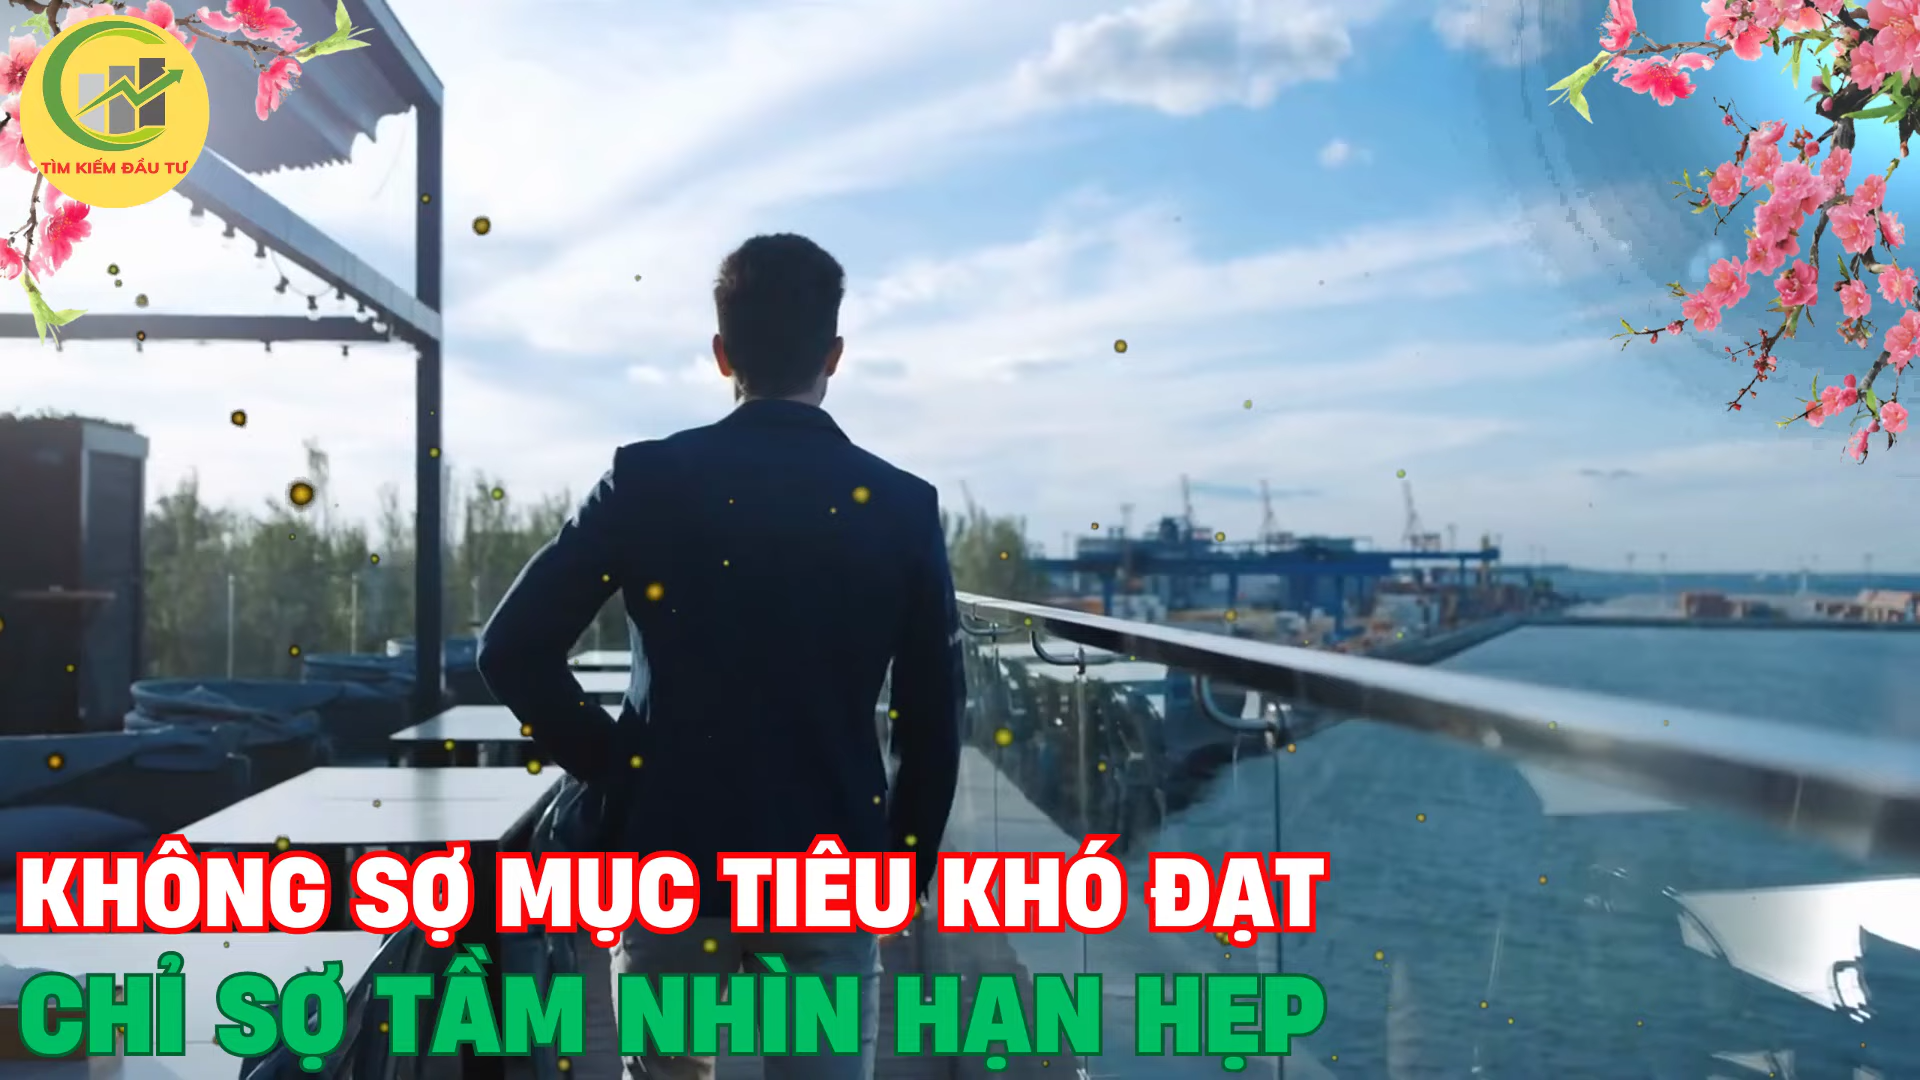 TÌM KIẾM ĐẦU TƯ
KHÔNG SỢ MỤC TIÊU KHÓ ĐẠT
CHỈ SỢ TẦM NHÌN HẠN HẸP